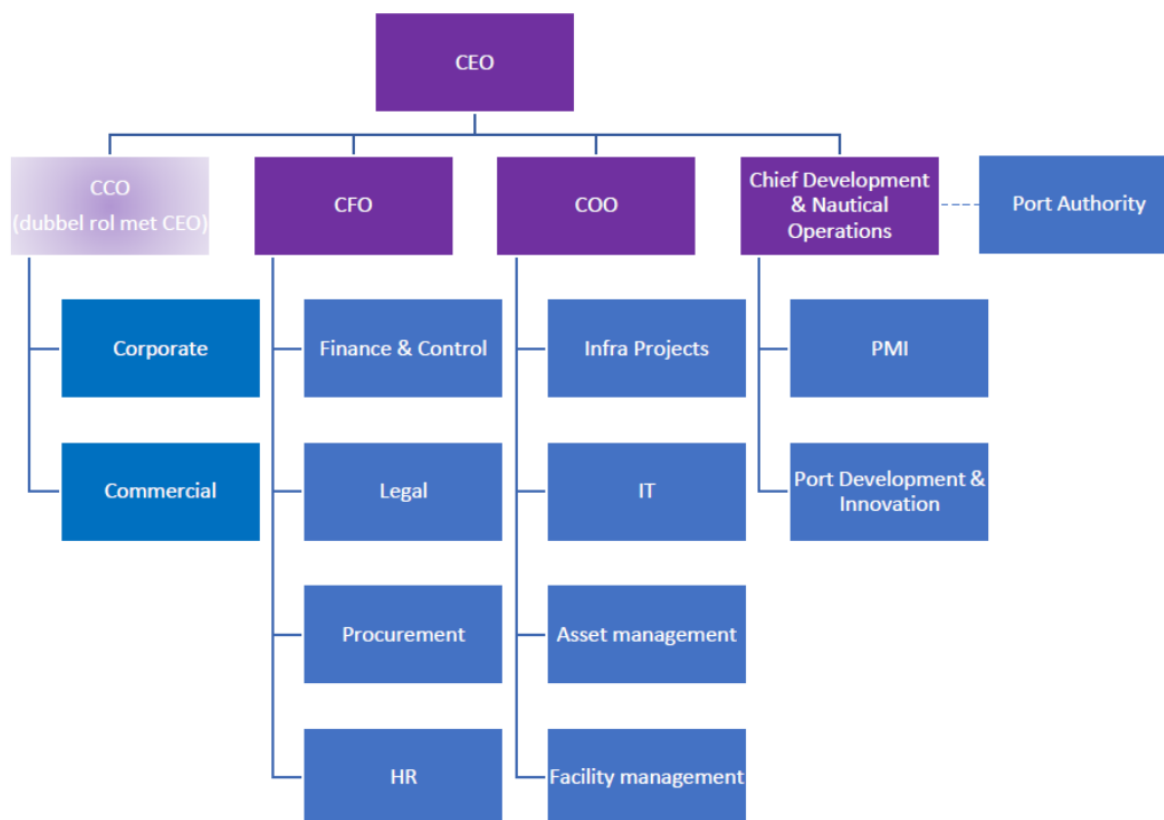 CEO
CCO
(dubbel rol met CEO)
CFO
COO
Chief Development
& Nautical
Operations
Port Authority
Corporate
Finance & Control
Infra Projects
PMI
Commercial
Legal
IT
Port Development &
Innovation
Procurement
Asset management
HR
Facility management